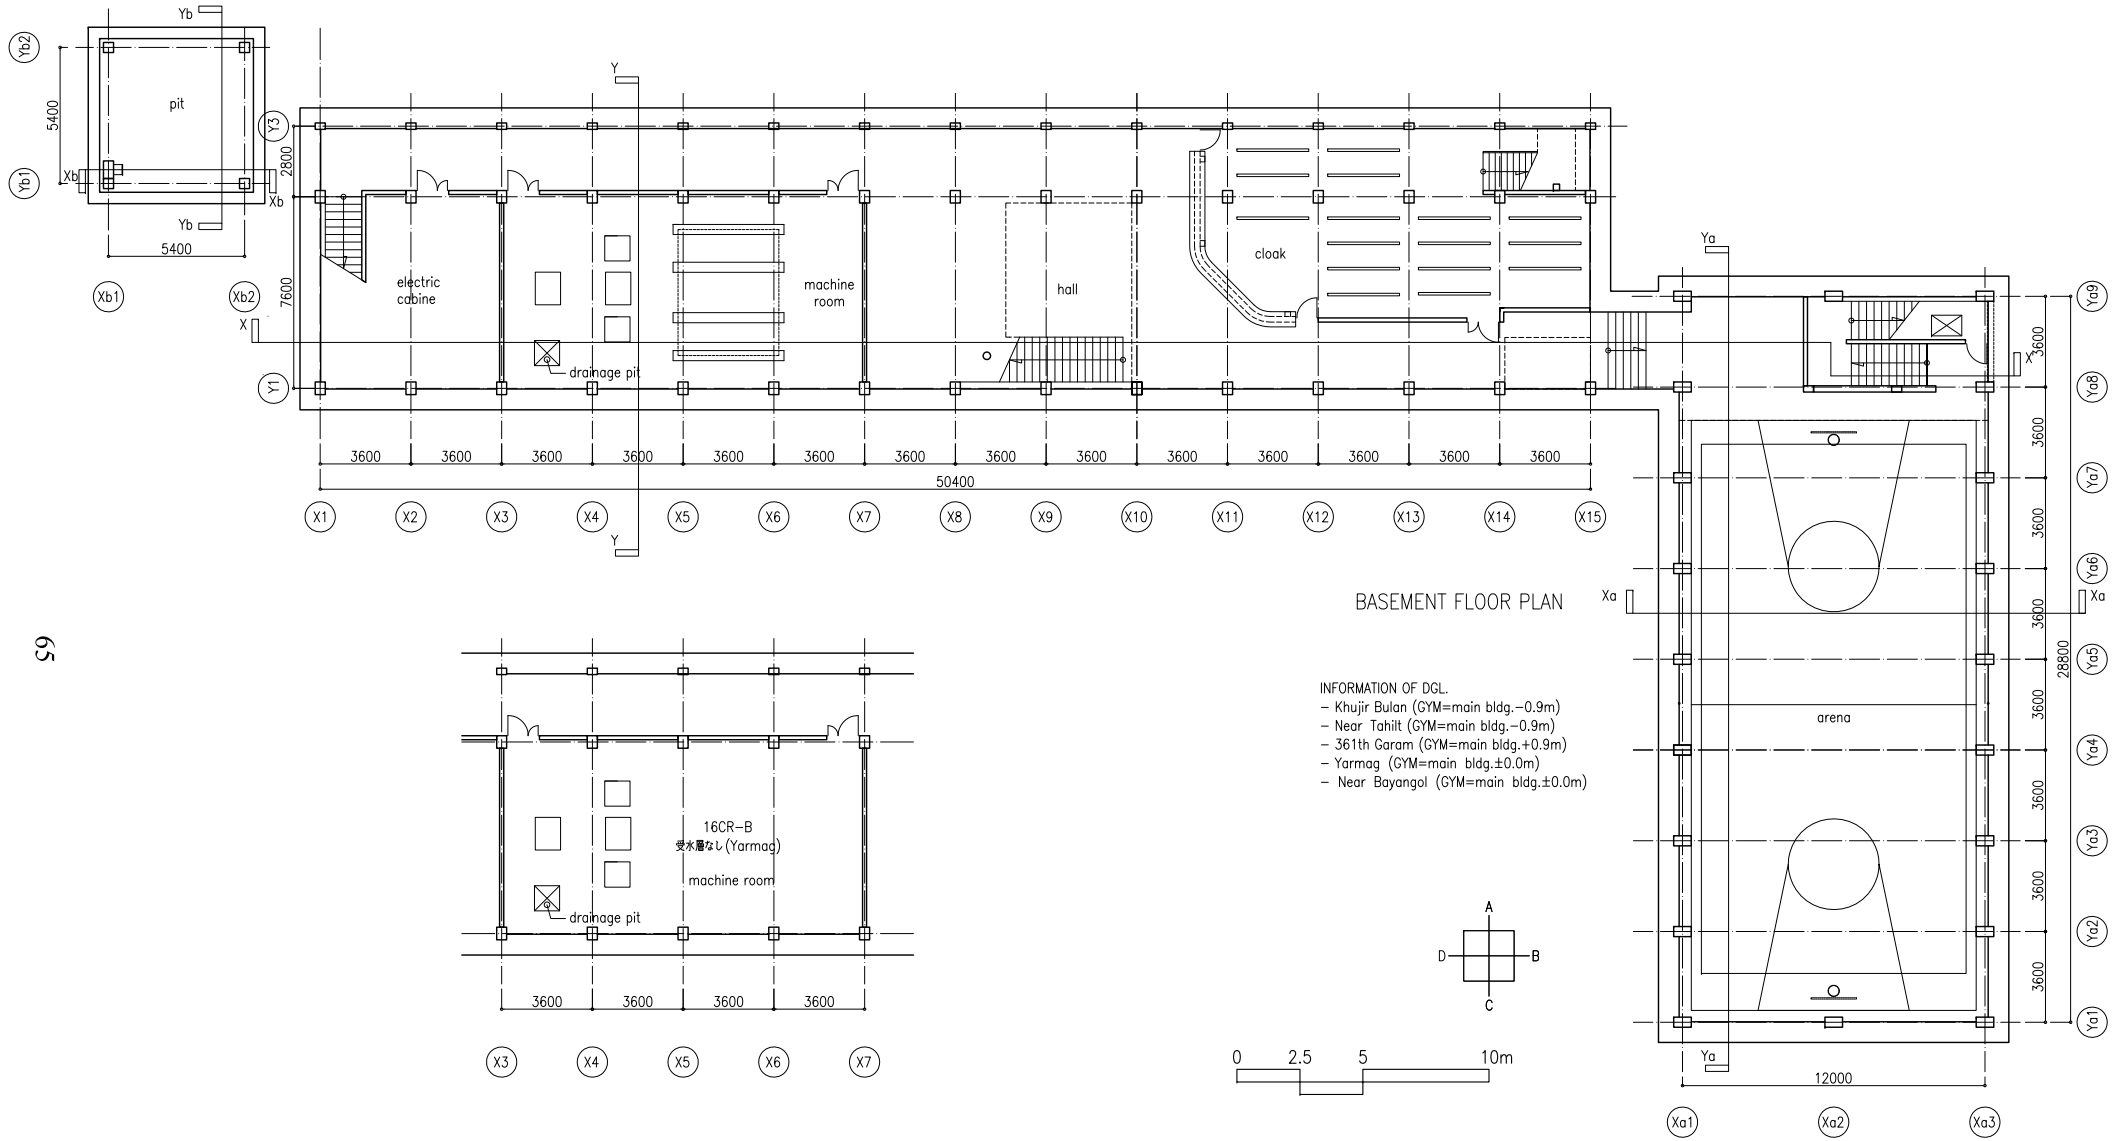 Yb
Yb2
pit
5400
Yb1
Xb
Xb
Yb
5400
Xb1
Xb2
X
Y
Y3
2800
7600
Y1
electric
cabine
machine
room
drainage pit
hall
cloak
3600 3600 3600 3600 3600 3600 3600 3600 3600 3600 3600 3600 3600 3600
50400
X1 X2 X3 X4 X5 X6 X7 X8 X9 X10 X11 X12 X13 X14 X15
Y
Ya
X
Ya9
3600
Ya8
3600
Ya7
3600
Ya6
Xa
Xa
3600
Ya5
28800
3600
arena
Ya4
3600
Ya3
3600
Ya2
3600
Ya1
Ya
12000
Xa1 Xa2 Xa3
BASEMENT FLOOR PLAN
INFORMATION OF DGL.
- Khujir Bulan (GYM=main bldg.-0.9m)
- Near Tahilt (GYM=main bldg.-0.9m)
- 361th Garam (GYM=main bldg.+0.9m)
- Yarmag (GYM=main bldg.±0.0m)
- Near Bayangol (GYM=main bldg.±0.0m)
65
16CR-B
受水層なし(Yarmag)
machine room
drainage pit
3600 3600 3600 3600
X3 X4 X5 X6 X7
A
D B
C
0 2.5 5 10m